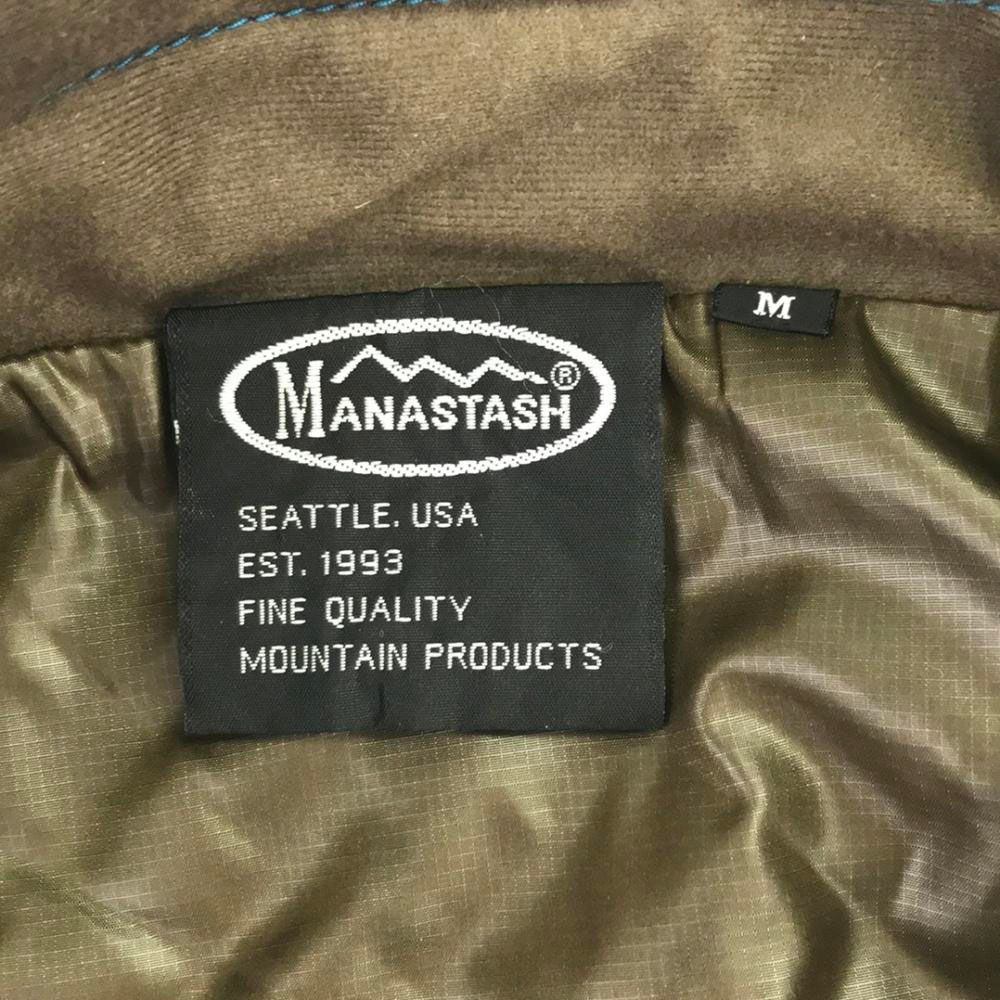 MANASTASH®
SEATTLE. USA
EST. 1993
FINE QUALITY
MOUNTAIN PRODUCTS
M